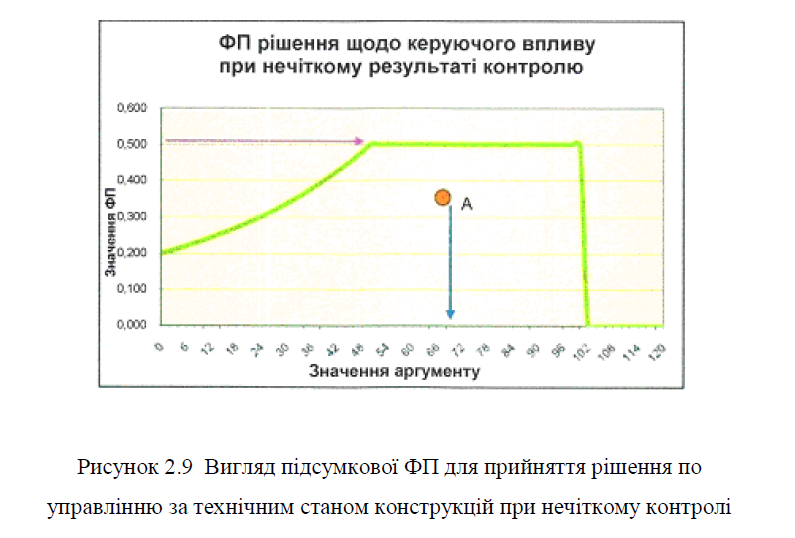 ФП рішення щодо керуючого впливу
при нечіткому результаті контролю
0,600
0,500
0,400
0,300
0,200
0,100
0,000
Значення ФП
А
0 6 12 18 24 30 36 42 48 54 60 66 72 78 84 90 96 102 108 114 120
Значення аргументу
Рисунок 2.9 Вигляд підсумкової ФП для прийняття рішення по
управлінню за технічним станом конструкцій при нечіткому контролі